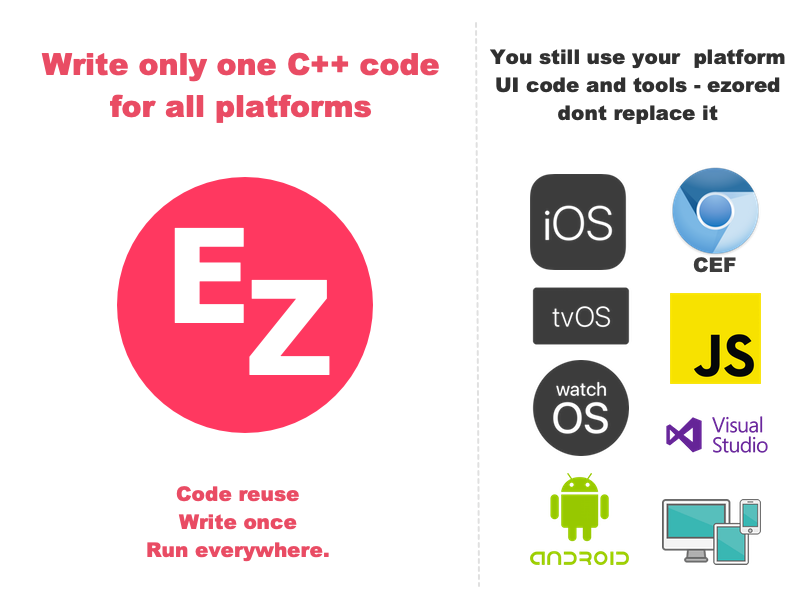 Write only one C++ code
for all platforms
EZ
Code reuse
Write once
Run everywhere.
You still use your platform
UI code and tools - ezored
dont replace it
iOS
CEF
tvOS
JS
watch
OS
Visual
Studio
ANDROID